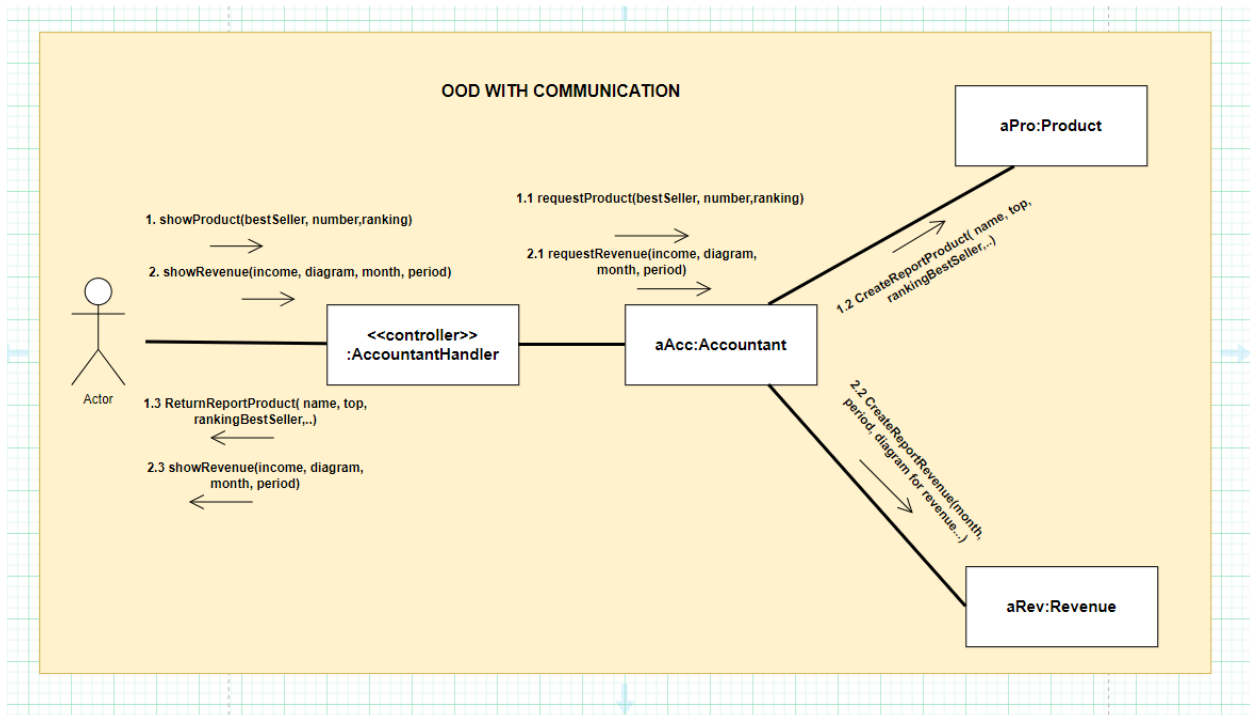 OOD WITH COMMUNICATION
aPro:Product
1.1 requestProduct(bestSeller, number,ranking)
1. showProduct(bestSeller, number,ranking)
2.1 requestRevenue(income, diagram,
month, period)
2. showRevenue(income, diagram, month, period)
1.2 CreateReportProduct( name, top,
rankingBestSeller,..)
<<controller>>
:AccountantHandler
aAcc:Accountant
Actor
1.3 ReturnReportProduct( name, top,
rankingBestSeller,..)
2.3 showRevenue(income, diagram,
month, period)
2.2 CreateReportRevenue(month,
period, diagram for revenue...)
aRev:Revenue